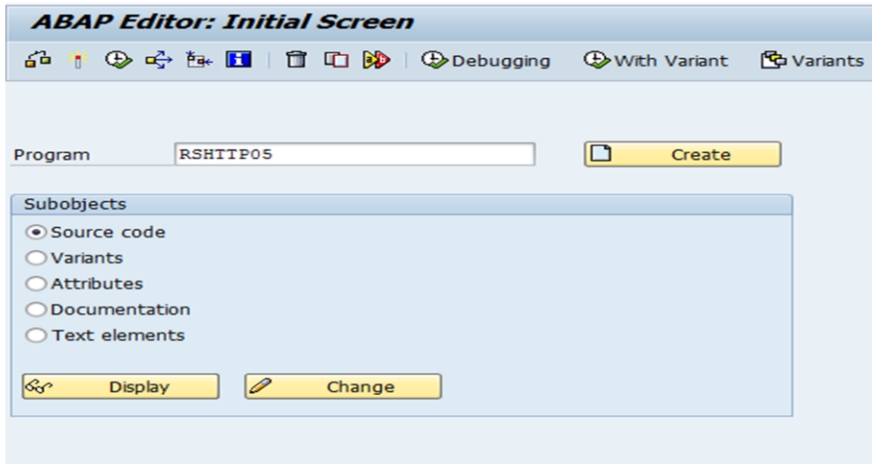 ABAP Editor: Initial Screen
Debugging With Variant Variants
Program RSHTTP05 Create
Subobjects
Source code
Variants
Attributes
Documentation
Text elements
Display Change